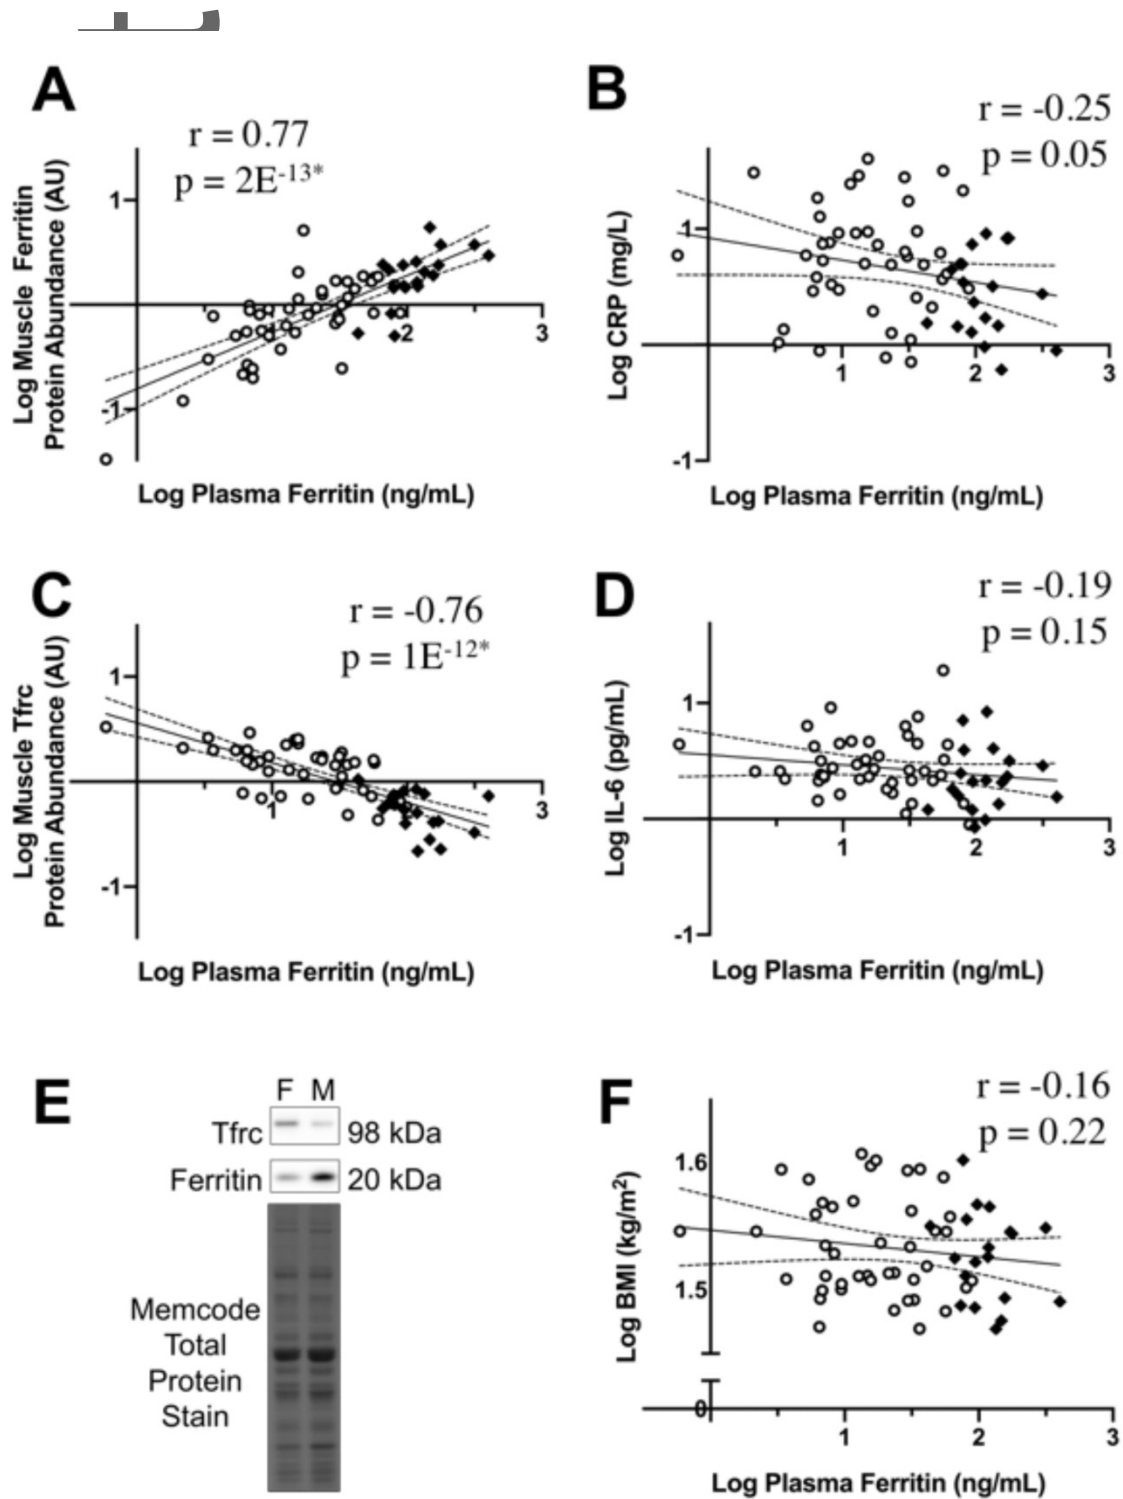 A
r = 0.77
p = 2E-13*
Log Muscle Ferritin
Protein Abundance (AU)
1
-1
2
3
Log Plasma Ferritin (ng/mL)
B
r = -0.25
p = 0.05
Log CRP (mg/L)
1
-1
1
2
3
Log Plasma Ferritin (ng/mL)
C
r = -0.76
p = 1E-12*
Log Muscle Tfrc
Protein Abundance (AU)
1
-1
1
3
Log Plasma Ferritin (ng/mL)
D
r = -0.19
p = 0.15
Log IL-6 (pg/mL)
1
-1
1
2
3
Log Plasma Ferritin (ng/mL)
E
F M
Tfrc 98 kDa
Ferritin 20 kDa
Memcode
Total
Protein
Stain
F
r = -0.16
p = 0.22
Log BMI (kg/m2)
1.6
1.5
0
1
2
3
Log Plasma Ferritin (ng/mL)